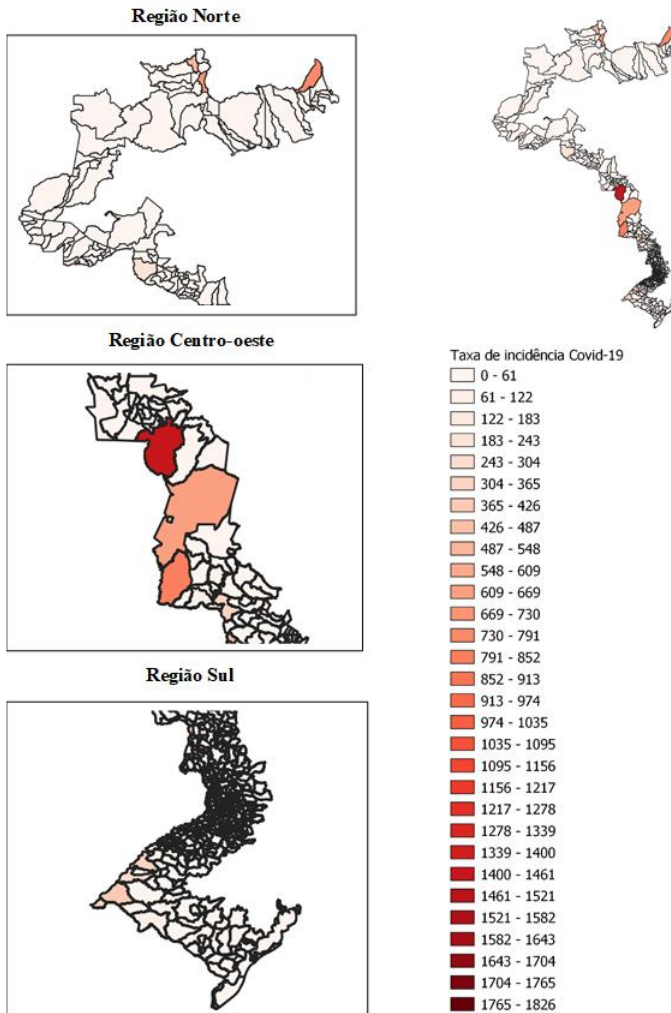 Região Norte
Região Centro-oeste
Região Sul
Taxa de incidência Covid-19
0 - 61
61 - 122
122 - 183
183 - 243
243 - 304
304 - 365
365 - 426
426 - 487
487 - 548
548 - 609
609 - 669
669 - 730
730 - 791
791 - 852
852 - 913
913 - 974
974 - 1035
1035 - 1095
1095 - 1156
1156 - 1217
1217 - 1278
1278 - 1339
1339 - 1400
1400 - 1461
1461 - 1521
1521 - 1582
1582 - 1643
1643 - 1704
1704 - 1765
1765 - 1826